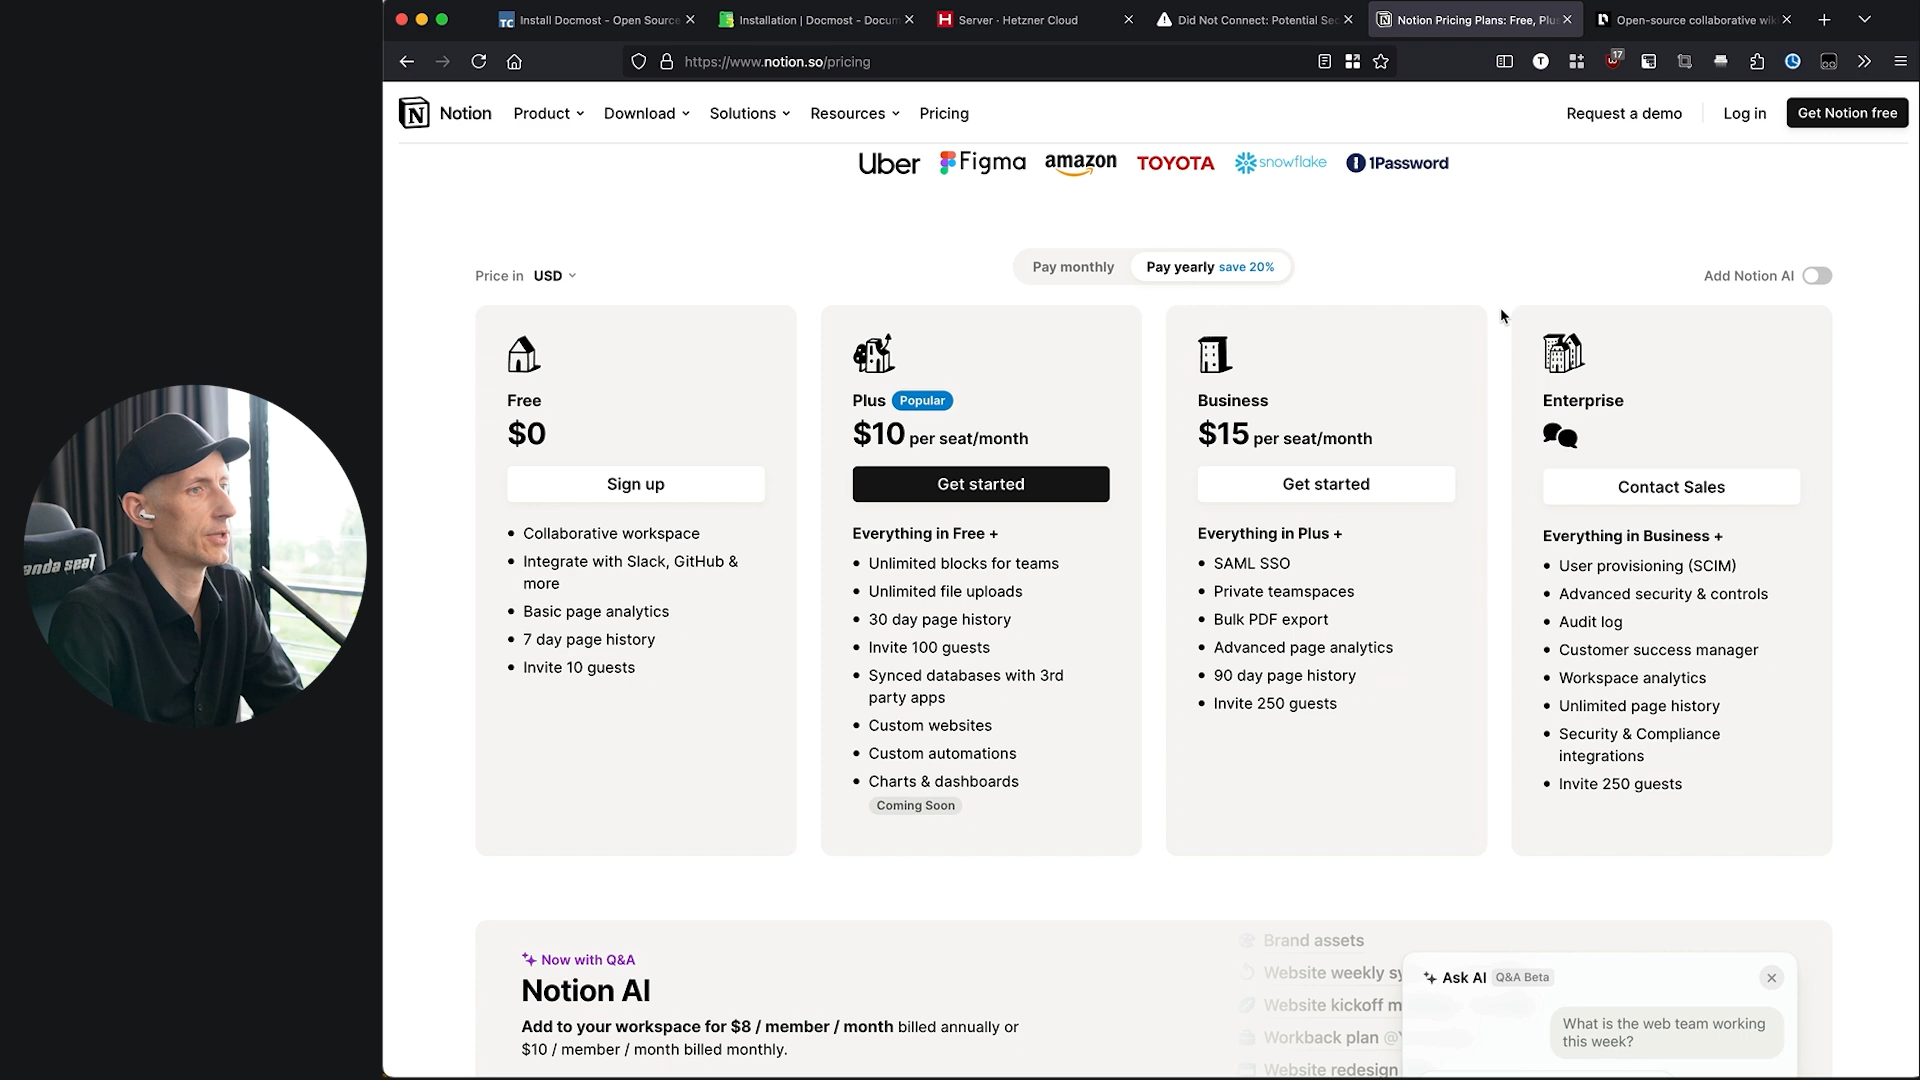 TC Install Docmost - Open Source
Installation | Docmost - Docum
H Server · Hetzner Cloud
Did Not Connect: Potential Sec
Notion Pricing Plans: Free, Plu
Open-source collaborative wik
https://www.notion.so/pricing
T
17
Notion
Product
Download
Solutions
Resources
Pricing
Request a demo
Log in
Get Notion free
Uber Figma amazon TOYOTA snowflake 1Password
Price in USD
Pay monthly
Pay yearly save 20%
Add Notion AI
Free
$0
Sign up
• Collaborative workspace
• Integrate with Slack, GitHub &
more
• Basic page analytics
• 7 day page history
• Invite 10 guests
Plus Popular
$10 per seat/month
Get started
Everything in Free +
• Unlimited blocks for teams
• Unlimited file uploads
• 30 day page history
• Invite 100 guests
• Synced databases with 3rd
party apps
• Custom websites
• Custom automations
• Charts & dashboards
Coming Soon
Business
$15 per seat/month
Get started
Everything in Plus +
• SAML SSO
• Private teamspaces
• Bulk PDF export
• Advanced page analytics
• 90 day page history
• Invite 250 guests
Enterprise
Contact Sales
Everything in Business +
• User provisioning (SCIM)
• Advanced security & controls
• Audit log
• Customer success manager
• Workspace analytics
• Unlimited page history
• Security & Compliance
integrations
• Invite 250 guests
anda seaT
Now with Q&A
Notion AI
Add to your workspace for $8 / member / month billed annually or
$10 / member / month billed monthly.
Brand assets
Website weekly sy
Website kickoff m
Workback plan @
Website redesign
Ask AI Q&A Beta
What is the web team working
this week?